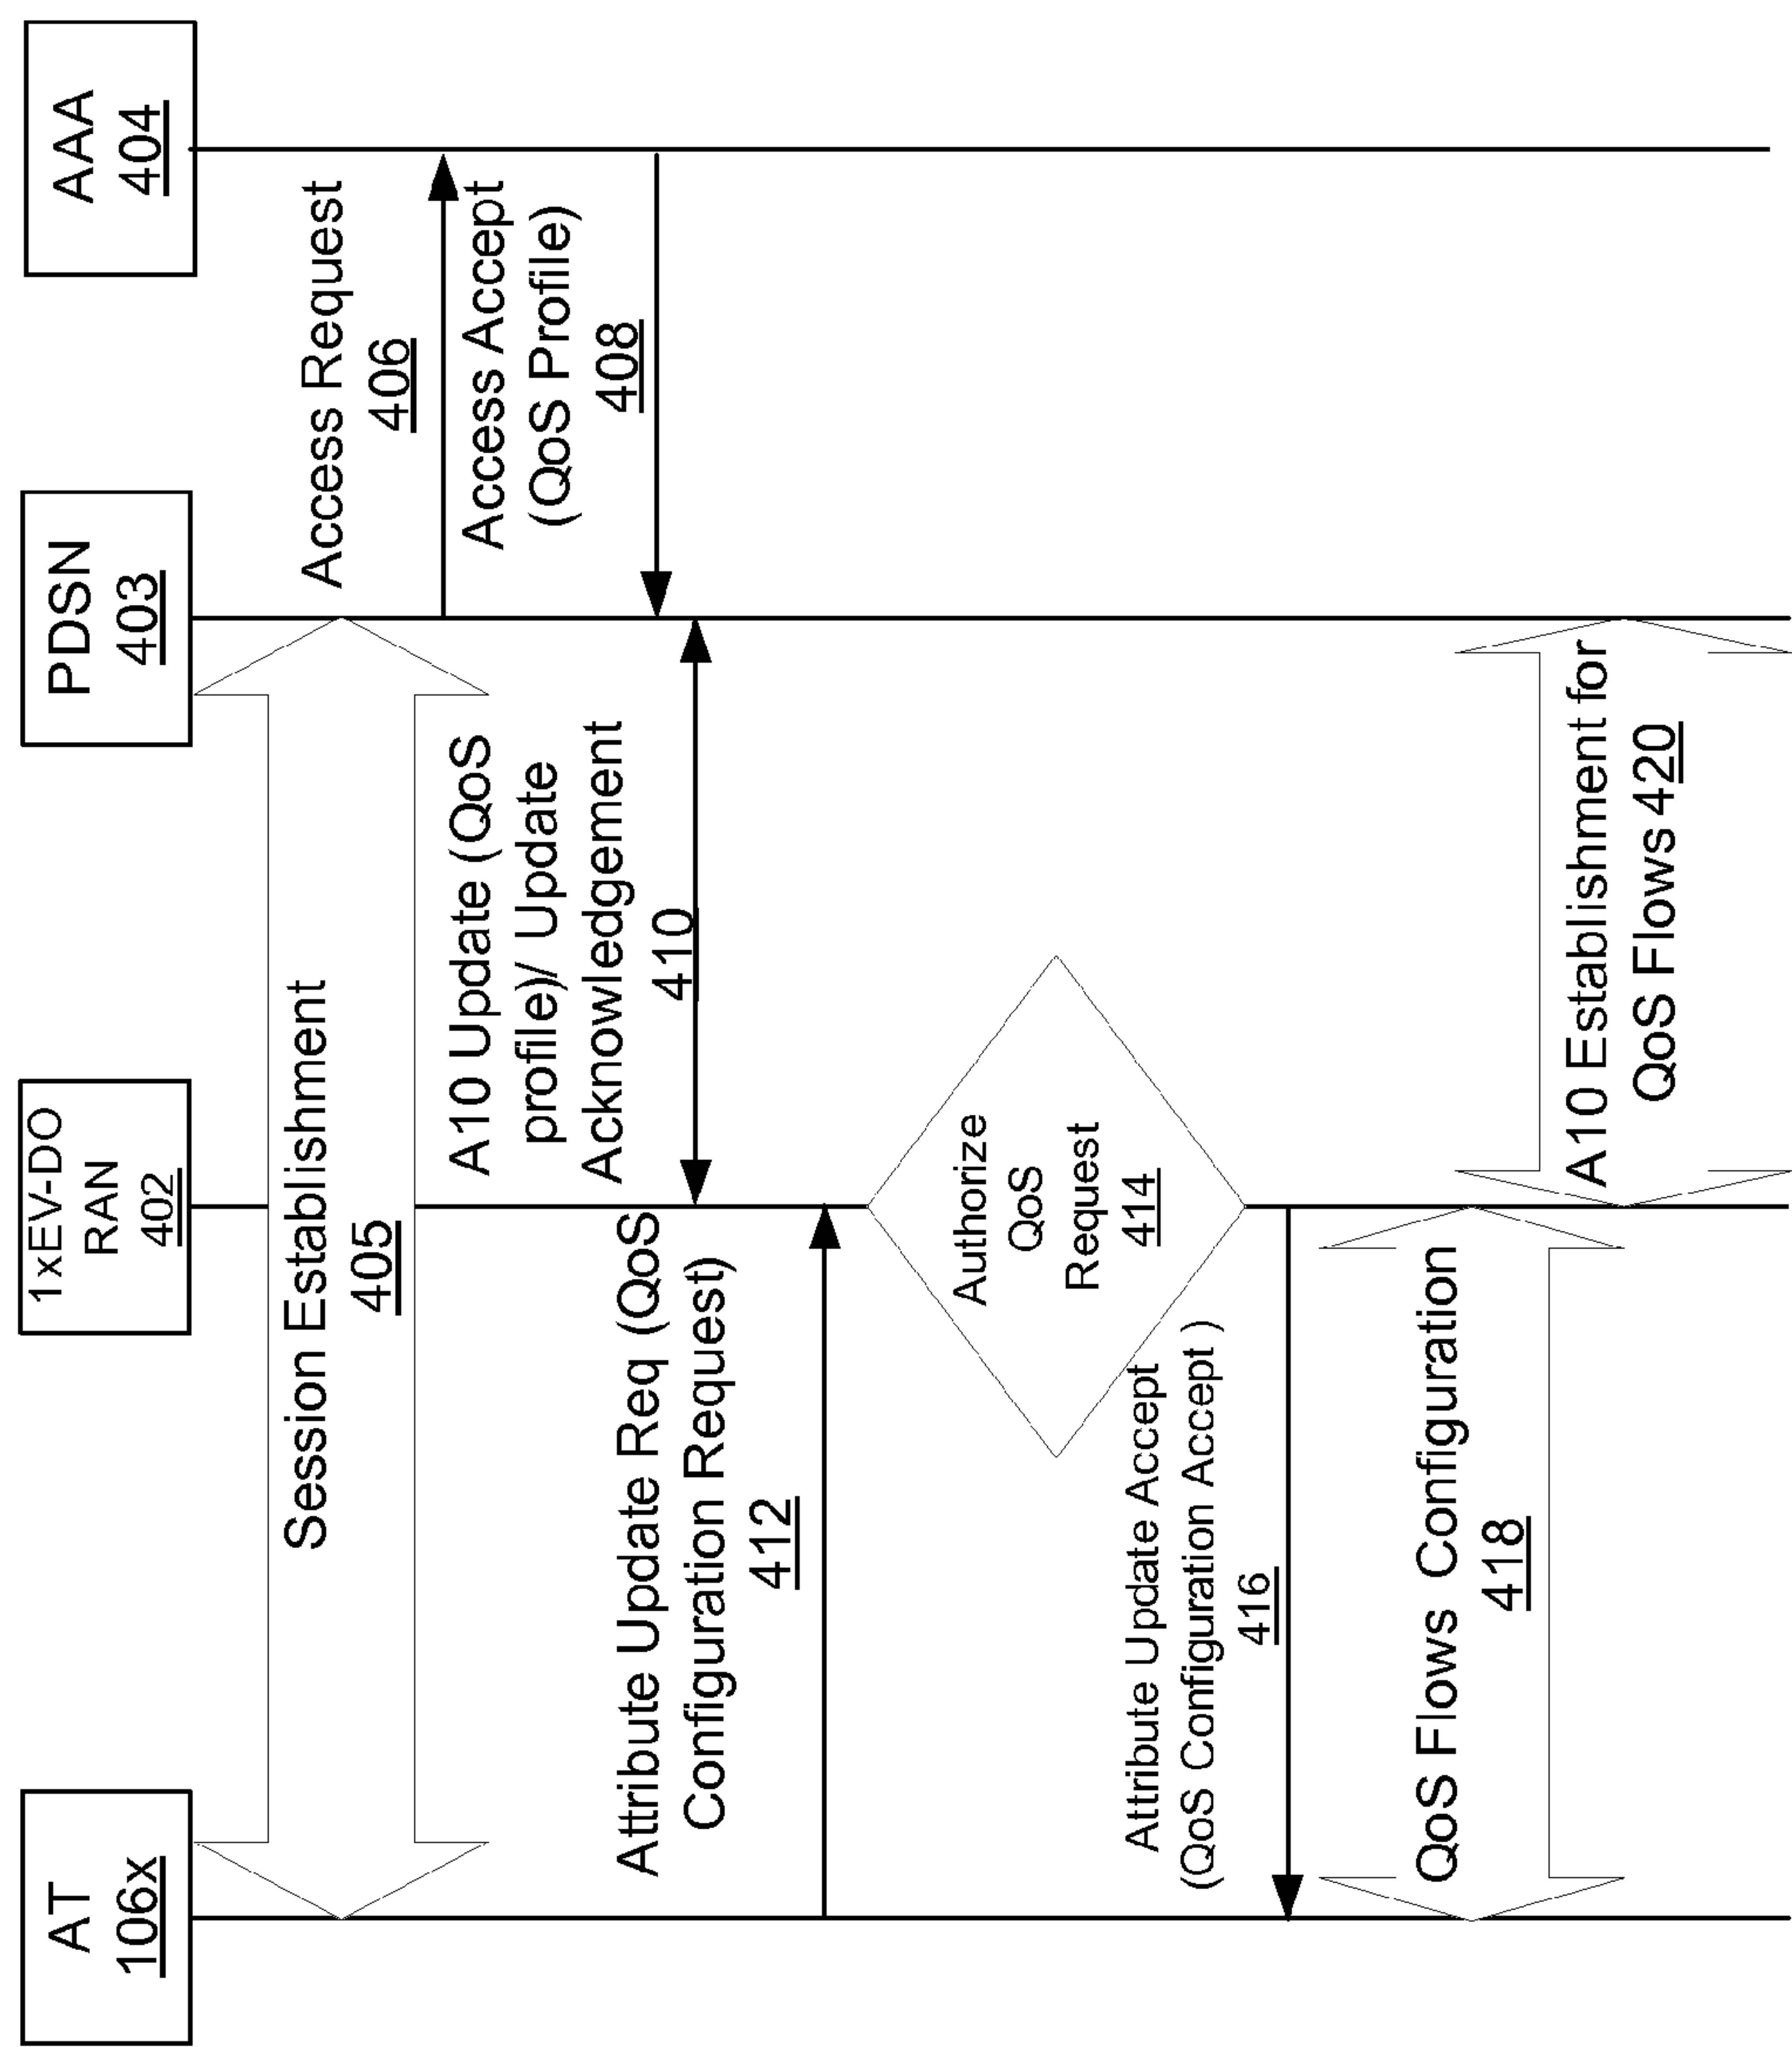 AT
106x
1xEV-DO
RAN
402
PDSN
403
AAA
404
Session Establishment
405
Access Request
406
Access Accept
(QoS Profile)
408
A10 Update (QoS
profile)/ Update
Acknowledgement
410
Attribute Update Req (QoS
Configuration Request)
412
Authorize
QoS
Request
414
Attribute Update Accept
(QoS Configuration Accept )
416
QoS Flows Configuration
418
A10 Establishment for
QoS Flows 420